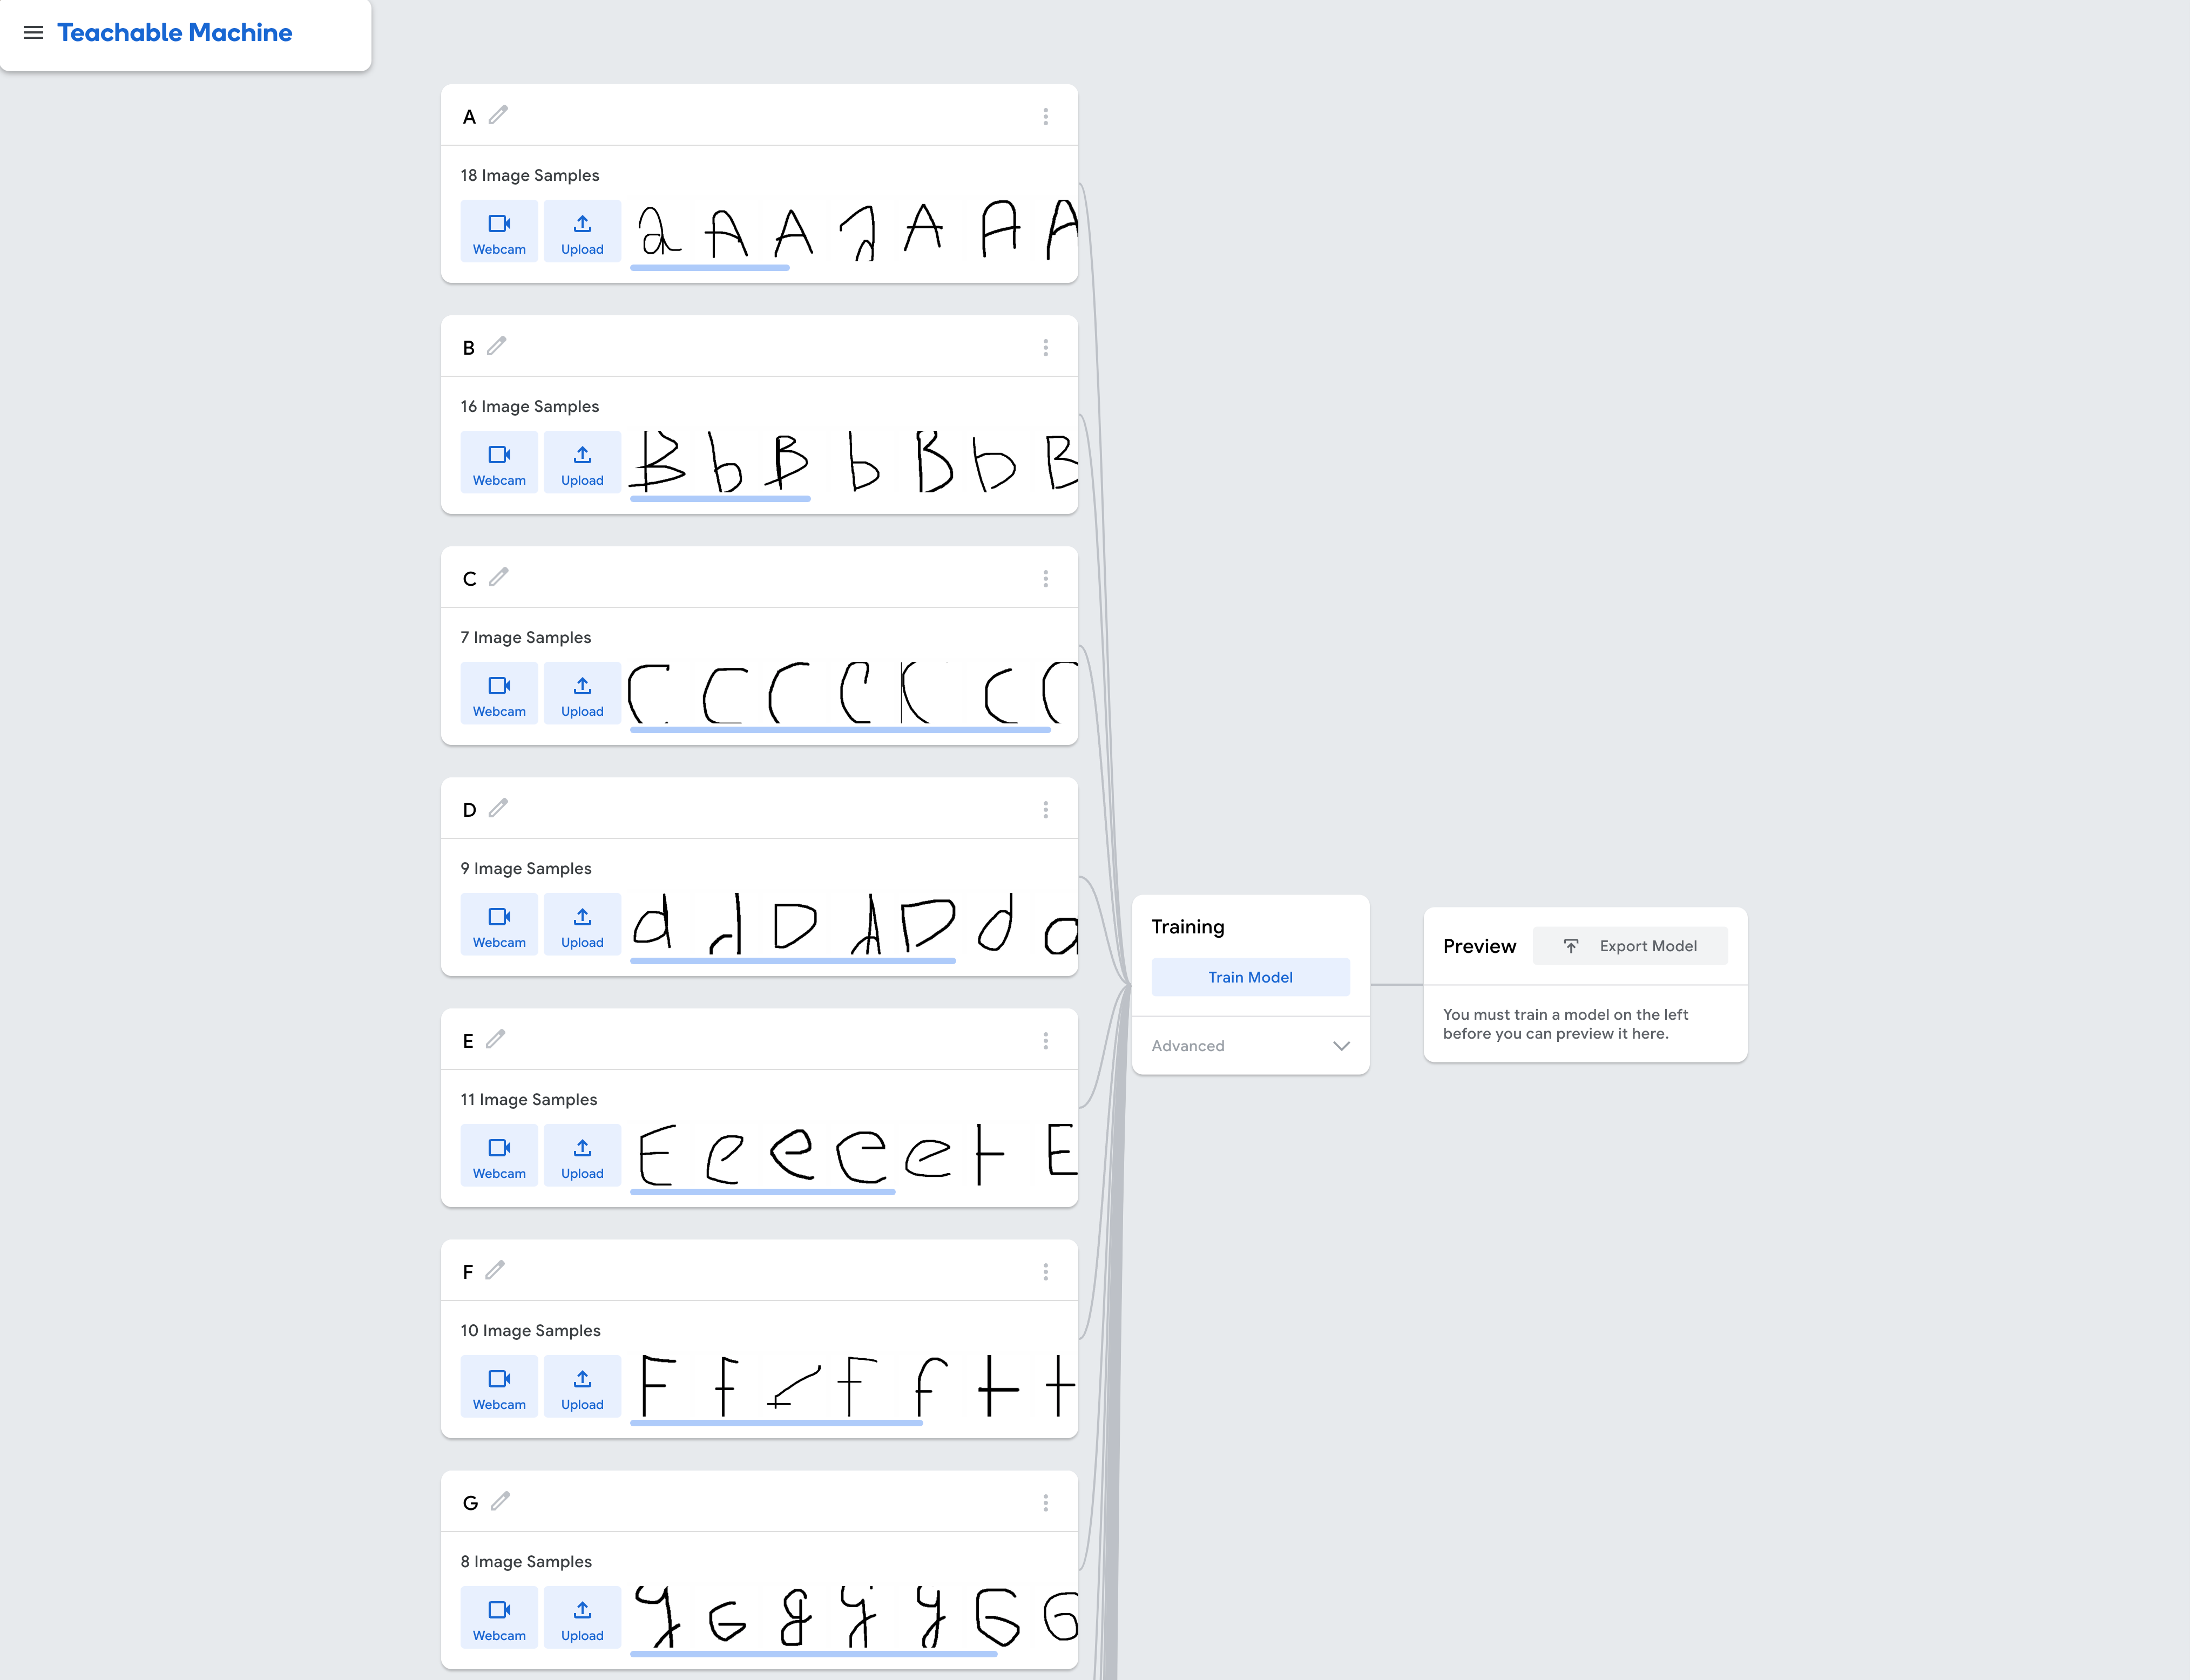 Teachable Machine
A
18 Image Samples
Webcam Upload a A A a A A A
B
16 Image Samples
Webcam Upload B b B b B b B
C
7 Image Samples
Webcam Upload C C C C C C C
D
9 Image Samples
Webcam Upload d d D d D d d
E
11 Image Samples
Webcam Upload E e e e e E E
F
10 Image Samples
Webcam Upload F f f F f f f
G
8 Image Samples
Webcam Upload g G g g g G G
Training
Train Model
Advanced
Preview Export Model
You must train a model on the left
before you can preview it here.